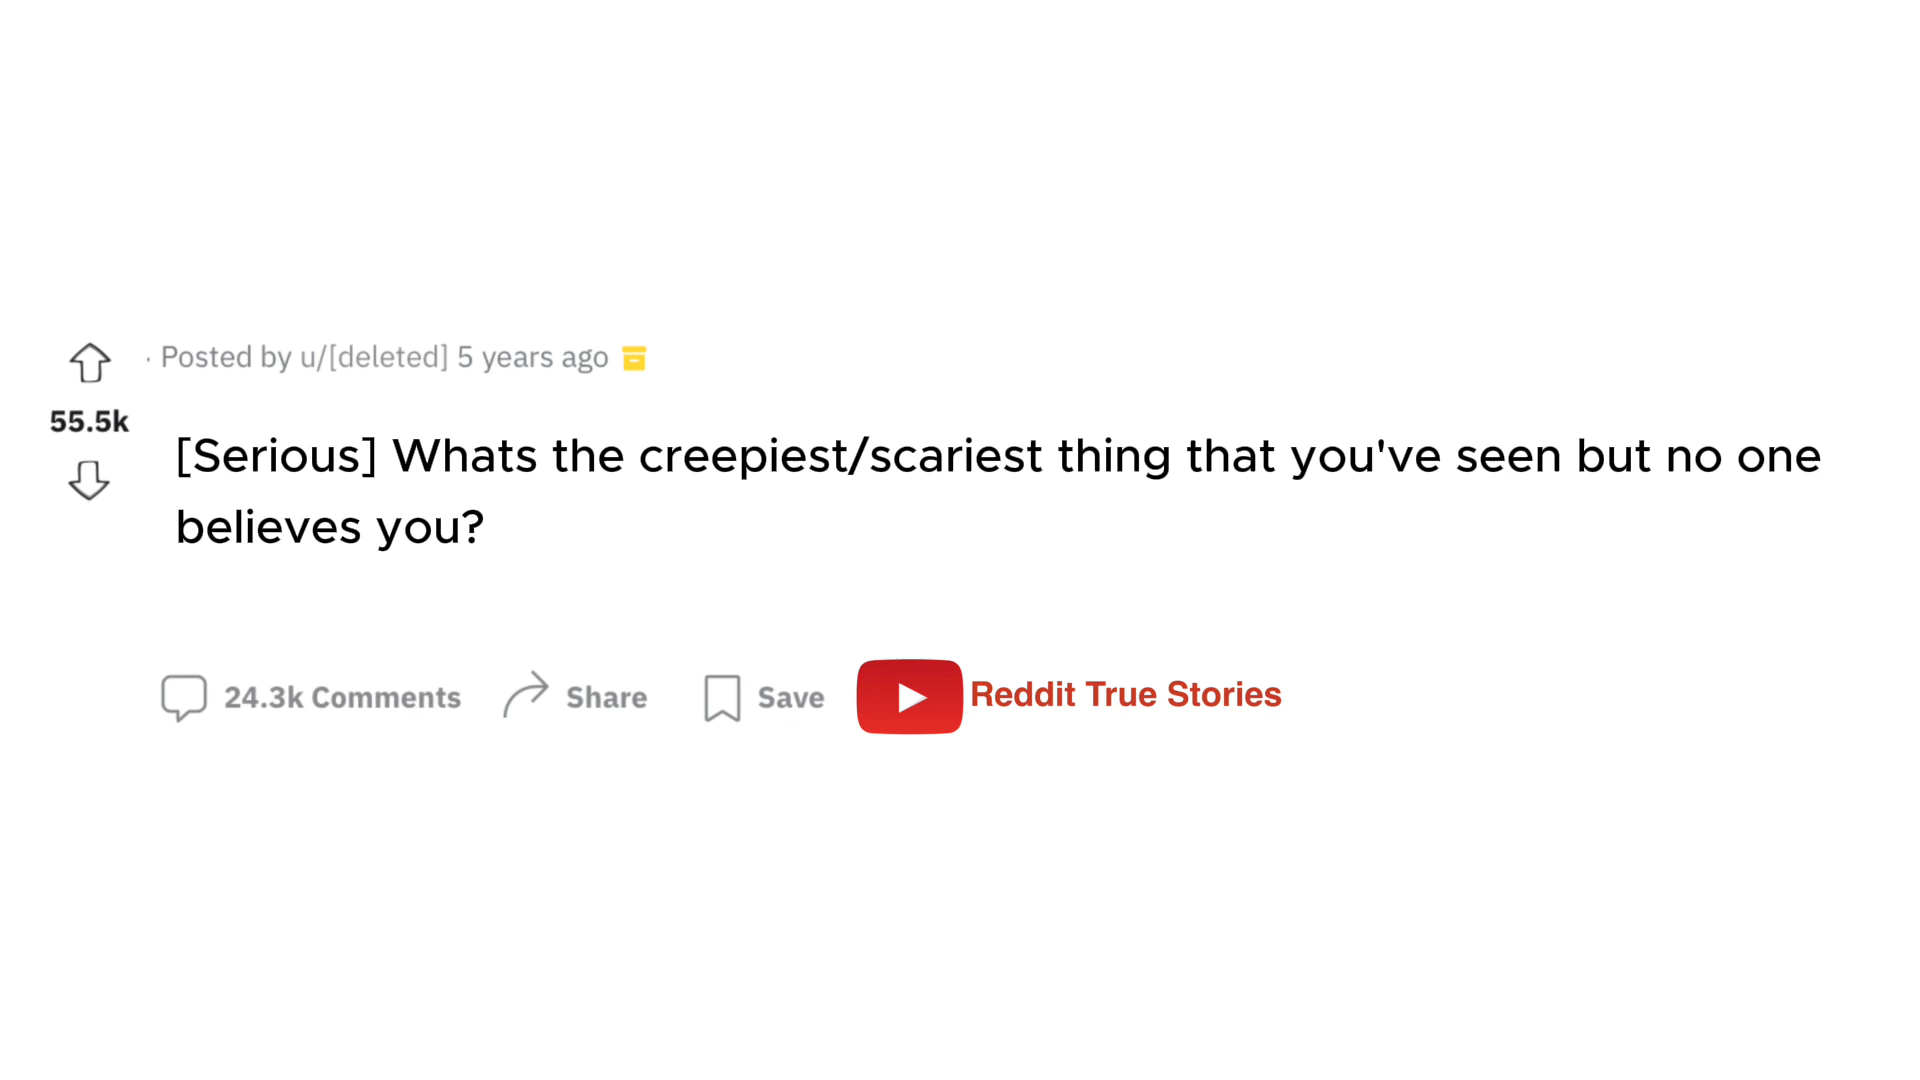 · Posted by u/[deleted] 5 years ago
55.5k
[Serious] Whats the creepiest/scariest thing that you've seen but no one
believes you?
24.3k Comments Share Save Reddit True Stories